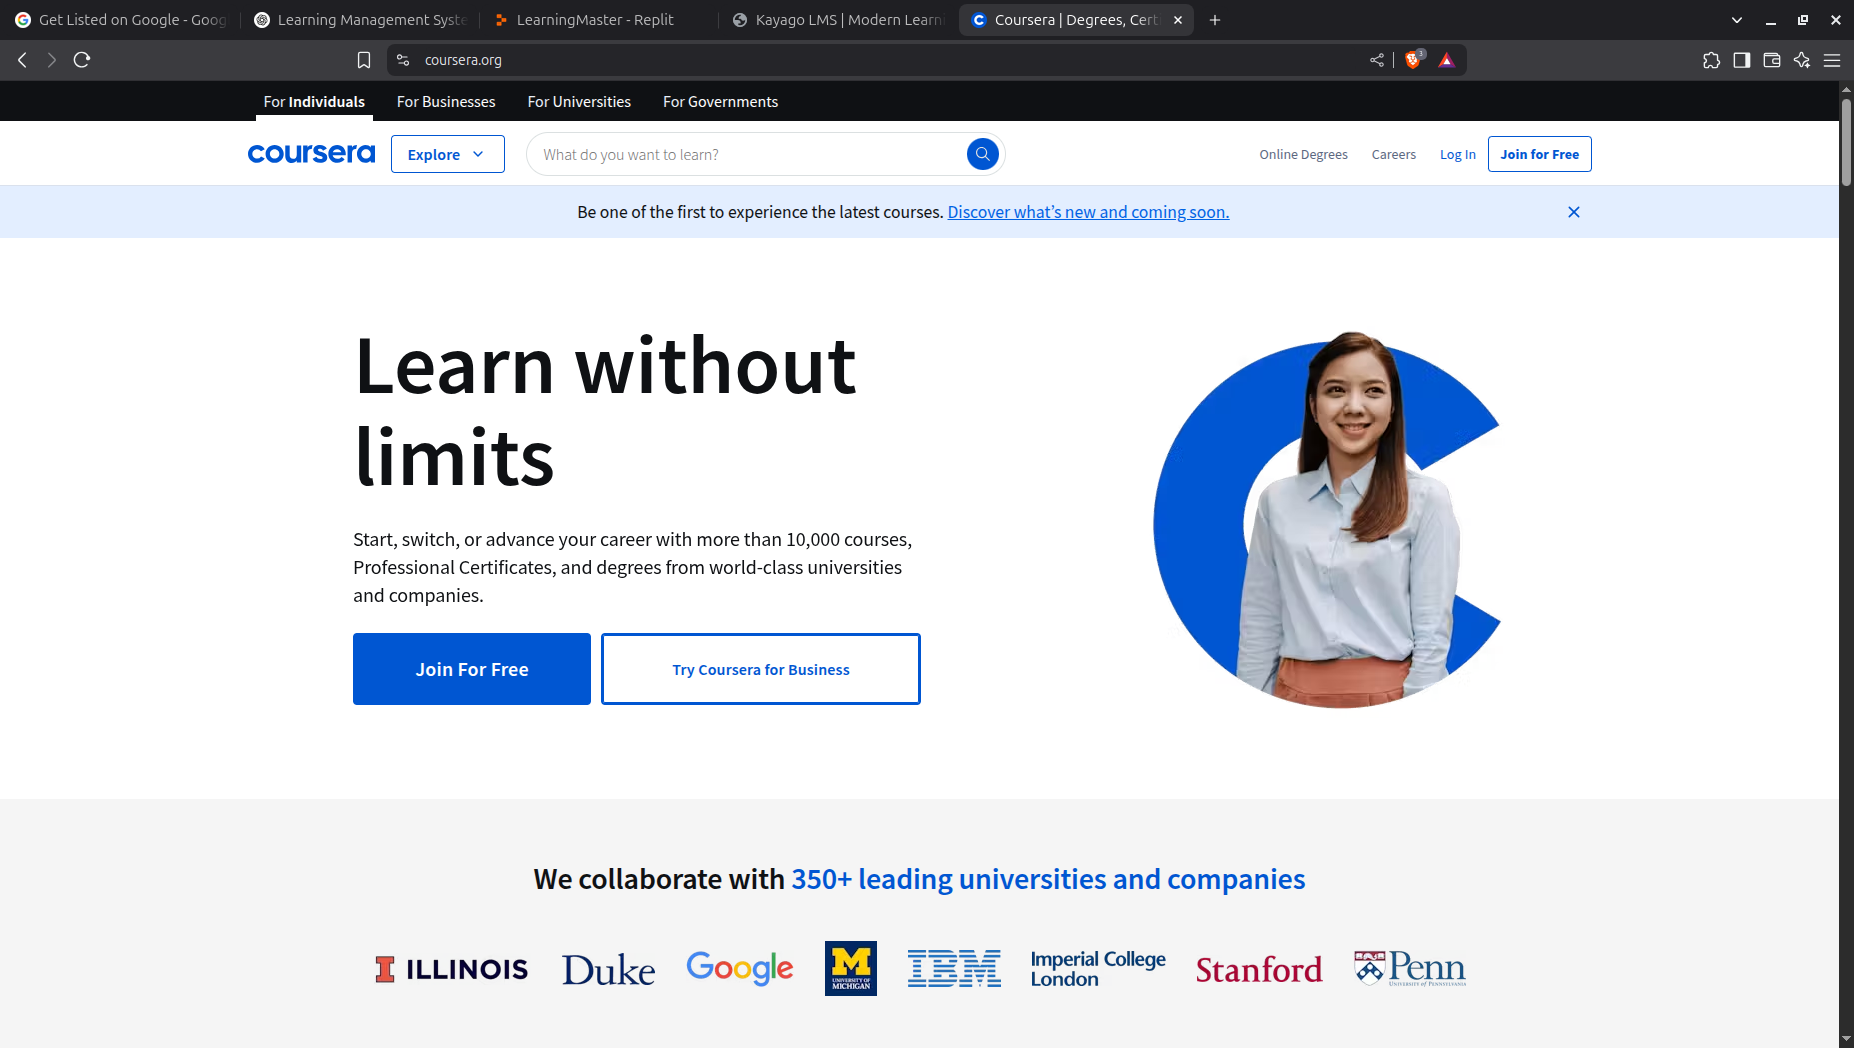 Get Listed on Google - Goog
Learning Management Syste
LearningMaster - Replit
Kayago LMS | Modern Learni
Coursera | Degrees, Cert
coursera.org
3
For Individuals
For Businesses
For Universities
For Governments
coursera
Explore
What do you want to learn?
Online Degrees
Careers
Log In
Join for Free
Be one of the first to experience the latest courses. Discover what's new and coming soon.
Learn without
limits
Start, switch, or advance your career with more than 10,000 courses,
Professional Certificates, and degrees from world-class universities
and companies.
Join For Free
Try Coursera for Business
We collaborate with 350+ leading universities and companies
I ILLINOIS
Duke
Google
M
UNIVERSITY OF
MICHIGAN
IBM
Imperial College
London
Stanford
Penn
UNIVERSITY of PENNSYLVANIA